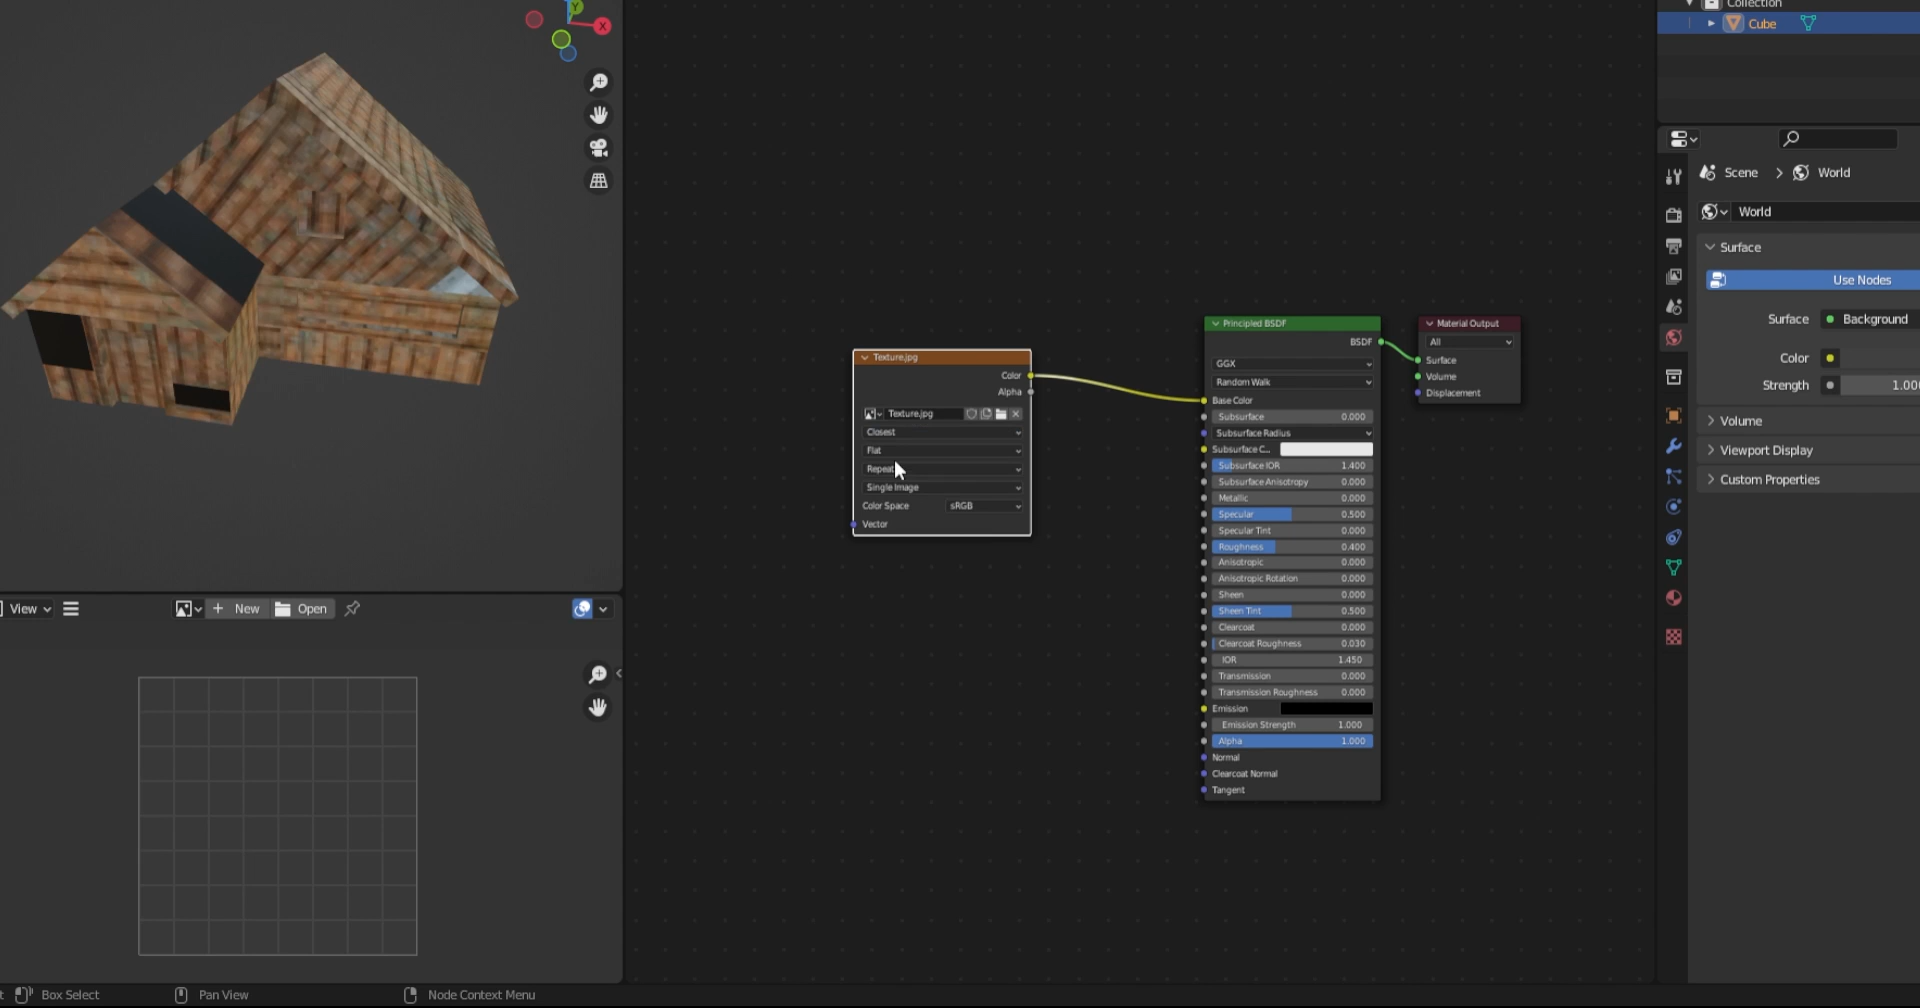 Y
X
Collection
Cube
Scene
World
World
Surface
Use Nodes
Surface
Background
Color
Strength
1.00
Volume
Viewport Display
Custom Properties
Texture.jpg
Color
Alpha
Texture.jpg
Closest
Flat
Repeat
Single Image
Color Space sRGB
Vector
Principled BSDF
BSDF
GGX
Random Walk
Base Color
Subsurface 0.000
Subsurface Radius
Subsurface C...
Subsurface IOR 1.400
Subsurface Anisotropy 0.000
Metallic 0.000
Specular 0.500
Specular Tint 0.000
Roughness 0.400
Anisotropic 0.000
Anisotropic Rotation 0.000
Sheen 0.000
Sheen Tint 0.500
Clearcoat 0.000
Clearcoat Roughness 0.030
IOR 1.450
Transmission 0.000
Transmission Roughness 0.000
Emission
Emission Strength 1.000
Alpha 1.000
Normal
Clearcoat Normal
Tangent
Material Output
All
Surface
Volume
Displacement
View
New
Open
t
Box Select
Pan View
Node Context Menu